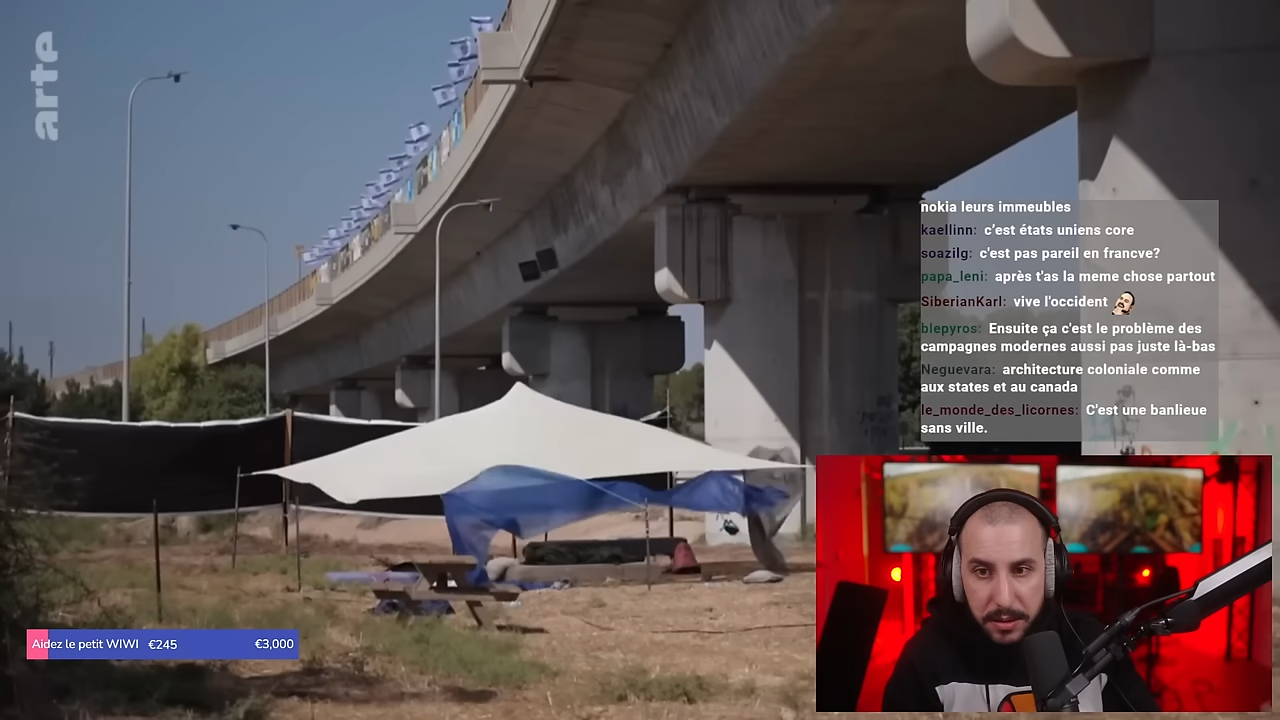 arte
nokia leurs immeubles
kaellinn: c'est états uniens core
soazilg: c'est pas pareil en francve?
papa_leni: après t'as la meme chose partout
SiberianKarl: vive l'occident
blepyros: Ensuite ça c'est le problème des
campagnes modernes aussi pas juste là-bas
Neguevara: architecture coloniale comme
aux states et au canada
le_monde_des_licornes: C'est une banlieue
sans ville.
Aidez le petit WIWI €245 €3,000